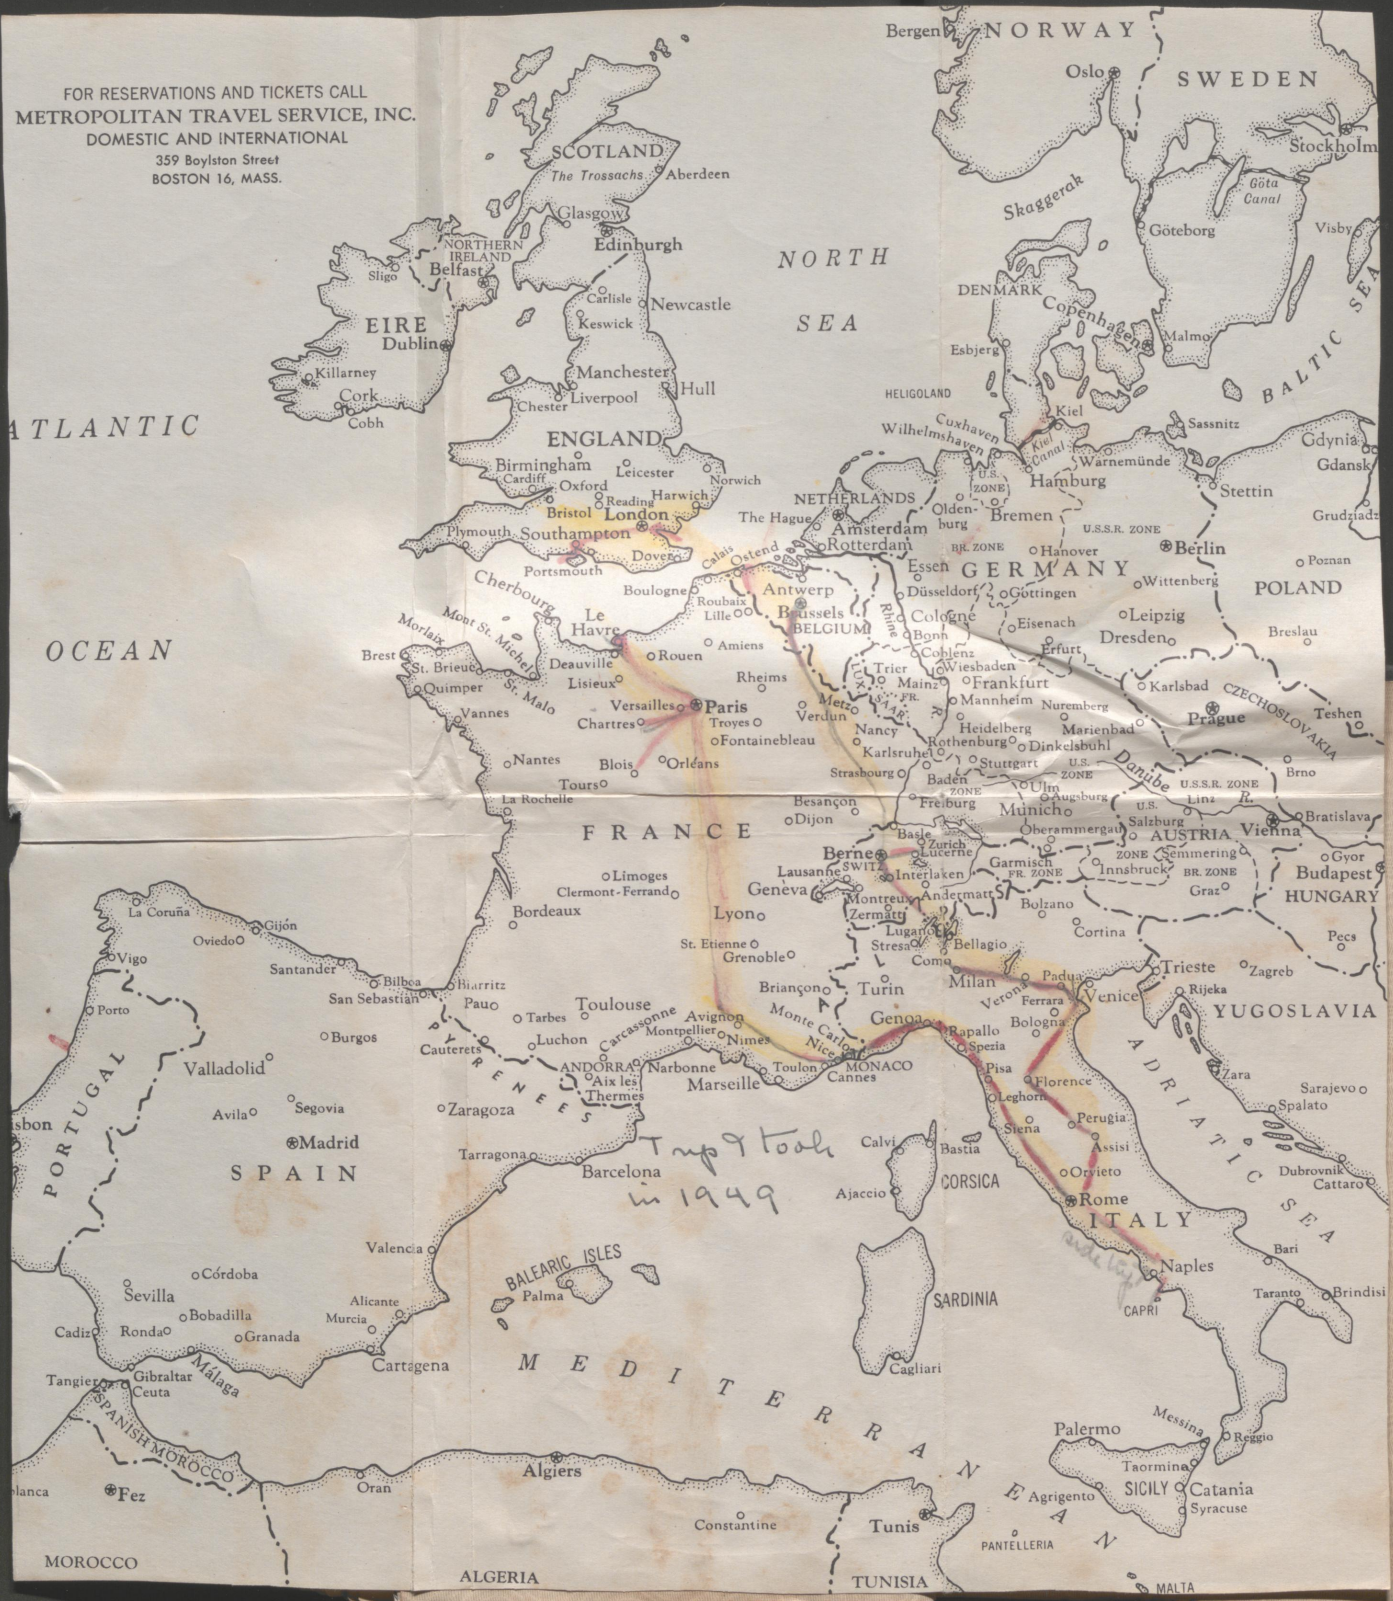 FOR RESERVATIONS AND TICKETS CALL
METROPOLITAN TRAVEL SERVICE, INC.
DOMESTIC AND INTERNATIONAL
359 Boylston Street
BOSTON 16, MASS.
Bergen
NORWAY
Oslo
SWEDEN
Stockholm
SCOTLAND
The Trossachs
Aberdeen
Göta
Canal
Skaggerak
Glasgow
Göteborg
Visby
Edinburgh
NORTHERN
IRELAND
Belfast
Sligo
NORTH
SEA
DENMARK
Copenhagen
Carlisle
Newcastle
Keswick
EIRE
Dublin
Malmo
Esbjerg
BALTIC SEA
Killarney
Manchester
Hull
Cork
Liverpool
Chester
Cobh
HELIGOLAND
Kiel
ATLANTIC
Cuxhaven
Wilhelmshaven
Kiel
Canal
Sassnitz
ENGLAND
Gdynia
Birmingham
Leicester
Warnemünde
Gdansk
Cardiff
Norwich
U.S.
ZONE
Hamburg
Oxford
Reading
Harwich
NETHERLANDS
Stettin
Bristol
London
The Hague
Amsterdam
Olden-
burg
Bremen
Grudziadz
U.S.S.R. ZONE
Plymouth
Southampton
Dover
Rotterdam
BR. ZONE
Hanover
Berlin
Calais
Ostend
Portsmouth
Essen
GERMANY
Poznan
Cherbourg
Boulogne
Antwerp
Düsseldorf
Göttingen
Wittenberg
POLAND
Roubaix
Lille
Brussels
BELGIUM
Rhine
Cologne
Leipzig
Le
Havre
Bonn
Eisenach
Dresden
Breslau
Mont St. Michel
Morlaix
Amiens
Coblenz
Erfurt
Brest
St. Brieuc
Deauville
Rouen
Trier
Wiesbaden
LUX.
Mainz
Frankfurt
Karlsbad
CZECHOSLOVAKIA
Quimper
St. Malo
Lisieux
Rheims
SAAR
FR.
R.
Mannheim
Nuremberg
Versailles
Paris
Metz
Prague
Teshen
Vannes
Chartres
Troyes
Verdun
Nancy
Heidelberg
Marienbad
Fontainebleau
Rothenburg
Dinkelsbuhl
Karlsruhe
Nantes
Blois
Orléans
Strasbourg
Stuttgart
U.S.
ZONE
Danube
R.
Brno
Tours
Baden
ZONE
Ulm
Augsburg
U.S.S.R. ZONE
La Rochelle
Besançon
Freiburg
U.S.
Linz
Dijon
Munich
Salzburg
Bratislava
FRANCE
Basle
Oberammergau
AUSTRIA
Vienna
Zurich
Berne
Lucerne
ZONE
Semmering
Gyor
SWITZ
Garmisch
FR. ZONE
Innsbruck
BR. ZONE
Budapest
Limoges
Lausanne
Interlaken
Clermont-Ferrand
Geneva
Andermatt
Graz
HUNGARY
Montreux
Bolzano
La Coruña
Bordeaux
Lyon
Zermatt
Gijón
Lugano
Cortina
Oviedo
St. Etienne
Stresa
Bellagio
Pecs
Vigo
Grenoble
Como
Santander
Bilboa
Biarritz
Briançon
Turin
Milan
Padua
Trieste
Zagreb
San Sebastian
Pau
Toulouse
Verona
Ferrara
Venice
Rijeka
Porto
Tarbes
Avignon
Monte Carlo
Genoa
Bologna
YUGOSLAVIA
Burgos
Carcassonne
Montpellier
Nimes
Nice
Rapallo
Cauterets
Luchon
Spezia
PYRENEES
ANDORRA
Narbonne
Toulon
MONACO
Pisa
Zara
Valladolid
Aix les
Thermes
Marseille
Cannes
Florence
Sarajevo
PORTUGAL
Leghorn
ADRIATIC SEA
Avila
Segovia
Zaragoza
Siena
Perugia
Spalato
isbon
Madrid
Trip I took
in 1949
Calvi
Bastia
Assisi
SPAIN
Tarragona
Barcelona
CORSICA
Orvieto
Dubrovnik
Cattaro
Ajaccio
Rome
ITALY
side trip
Valencia
BALEARIC ISLES
Palma
Naples
Bari
Córdoba
Sevilla
Alicante
SARDINIA
CAPRI
Taranto
Brindisi
Bobadilla
Murcia
Cadiz
Ronda
Granada
Cartagena
Málaga
MEDITERRANEAN
Cagliari
Tangier
Gibraltar
Ceuta
SPANISH MOROCCO
Messina
Palermo
Reggio
Algiers
Taormina
Oran
Agrigento
SICILY
Catania
Syracuse
blanca
Fez
Constantine
Tunis
PANTELLERIA
MOROCCO
ALGERIA
TUNISIA
MALTA
OCEAN